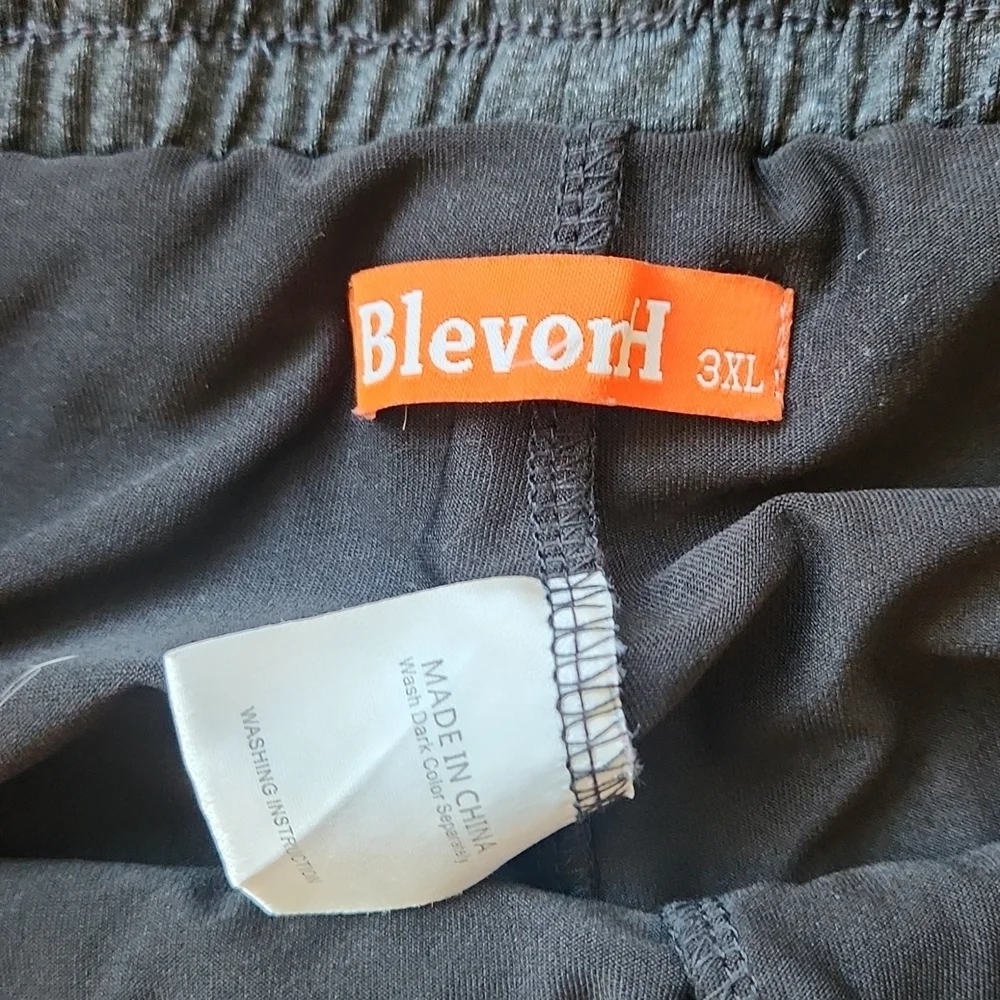 BlevonH
3XL
MADE IN CHINA
Wash Dark Color Separately
WASHING INSTRUCTION